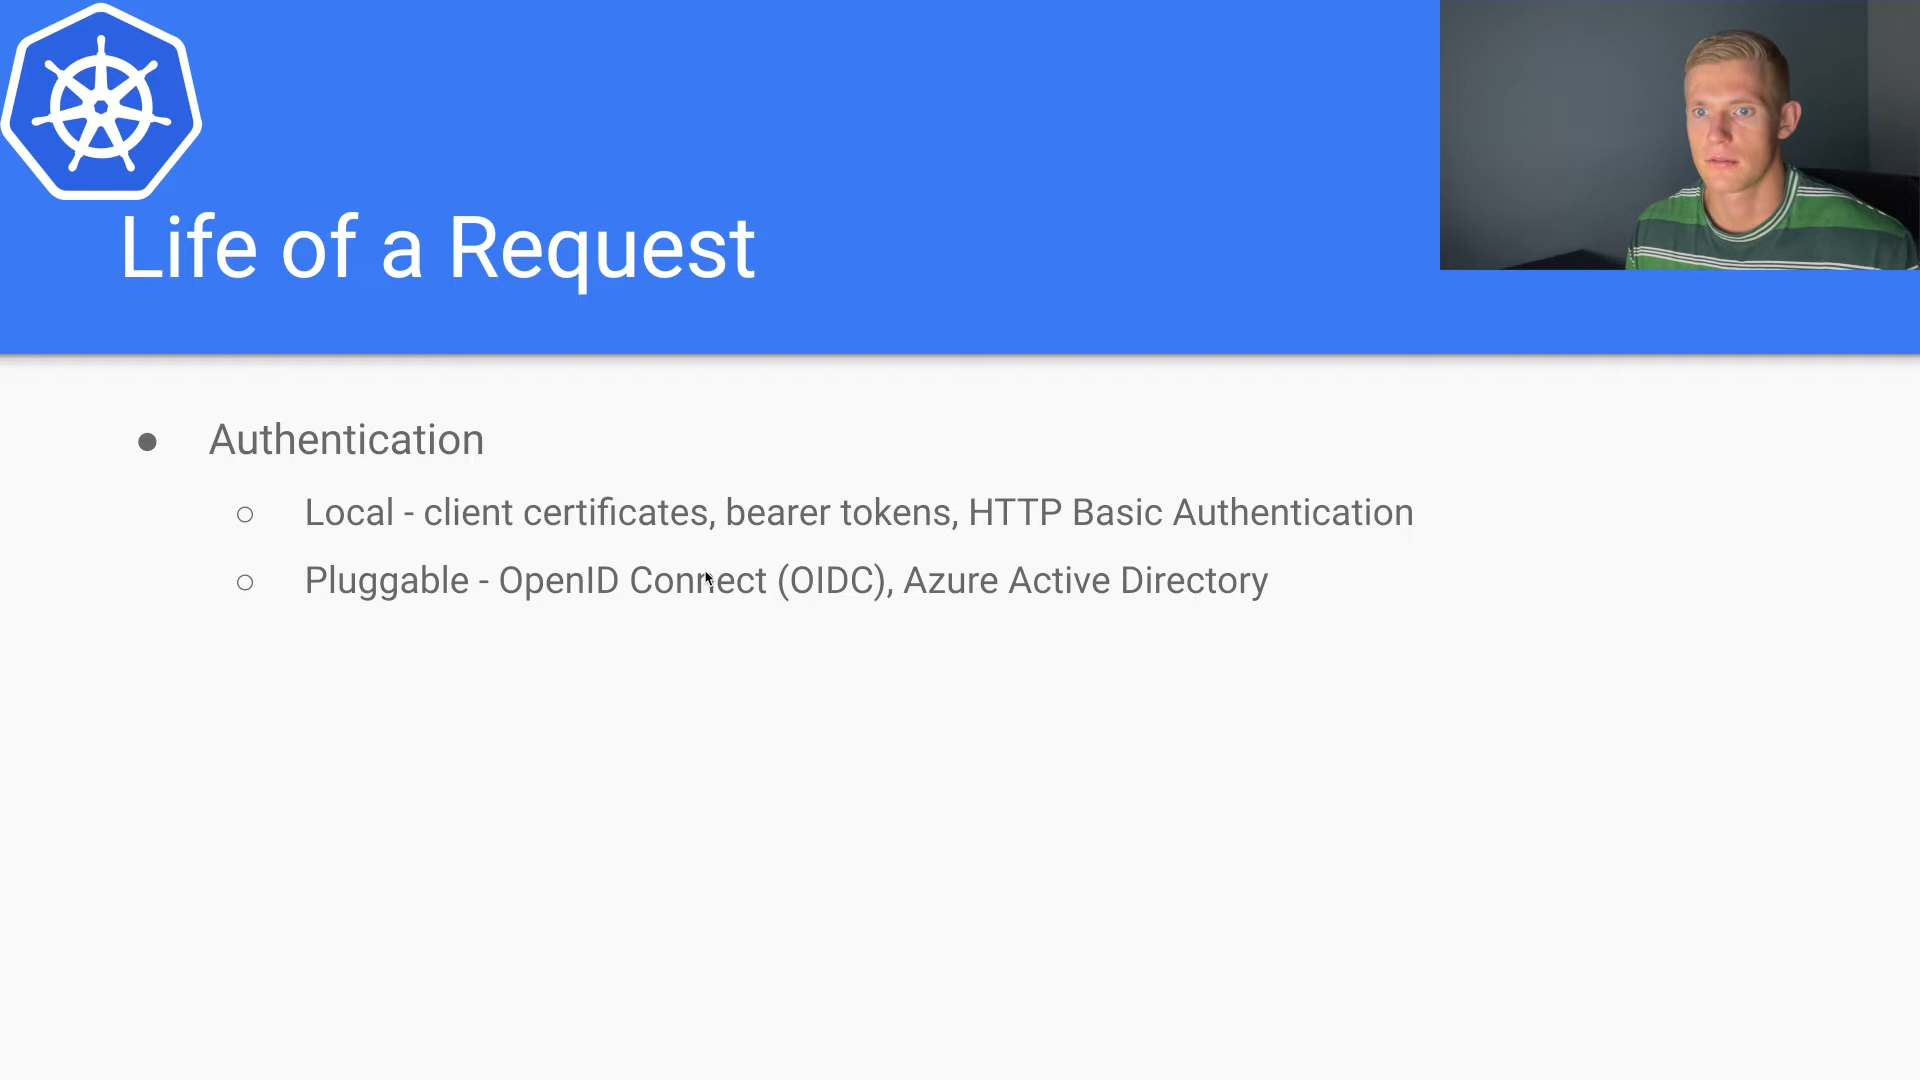 Life of a Request
● Authentication
○ Local - client certificates, bearer tokens, HTTP Basic Authentication
○ Pluggable - OpenID Connect (OIDC), Azure Active Directory